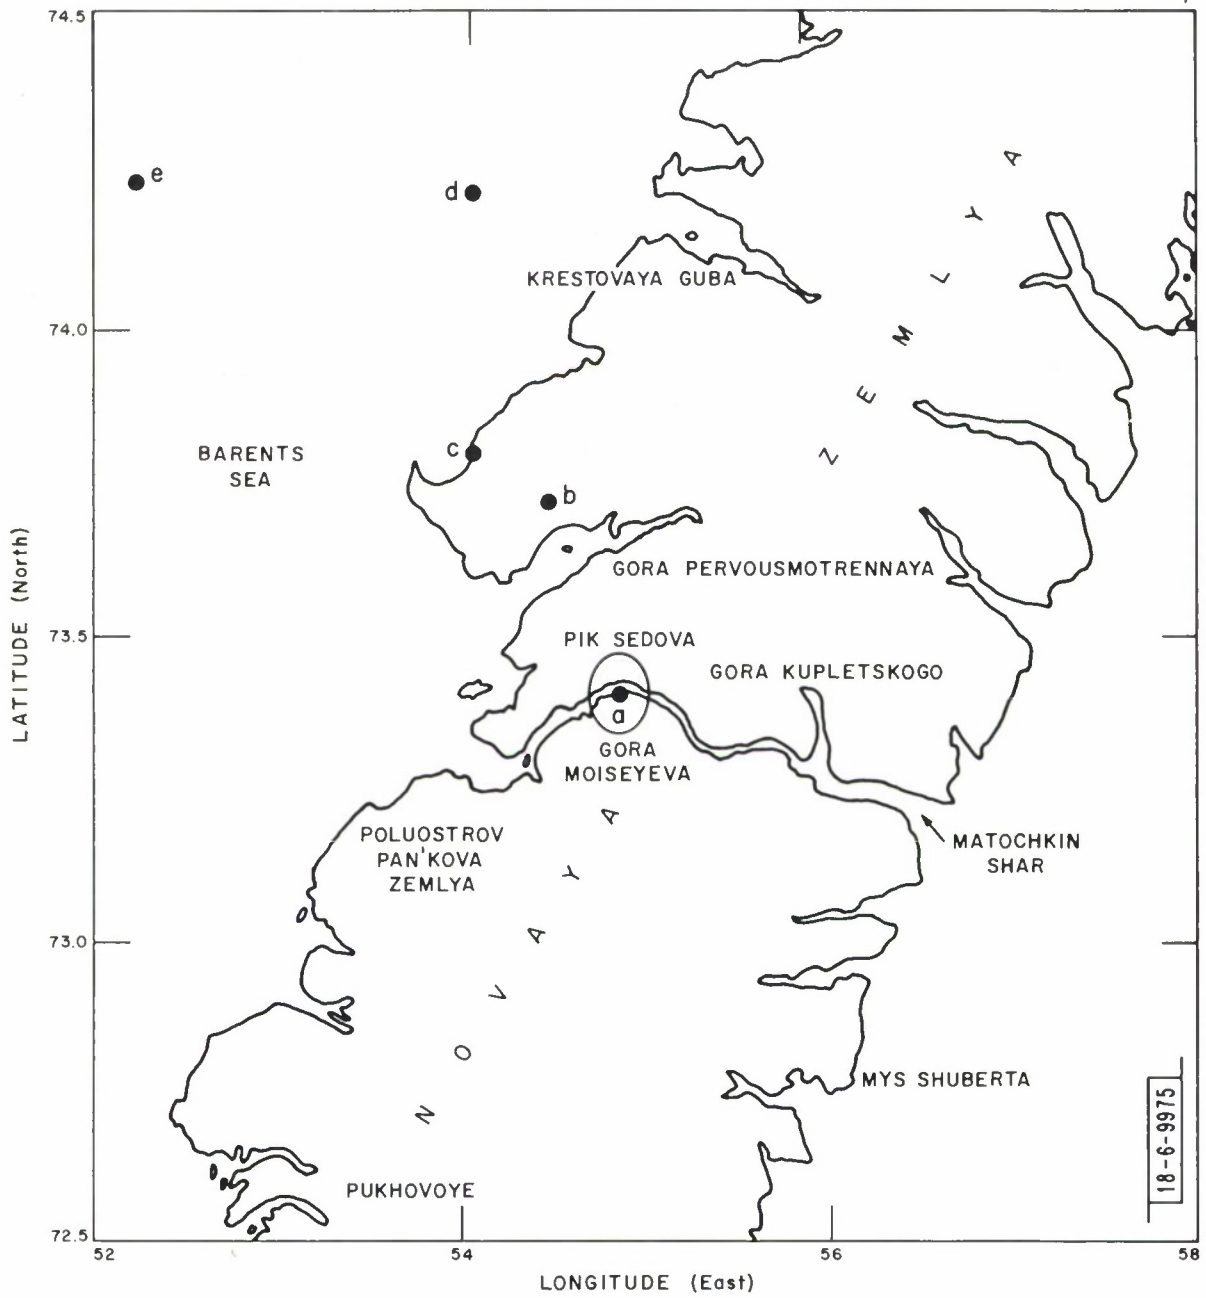 74.5
e
d
KRESTOVAYA GUBA
74.0
BARENTS
SEA
c
b
GORA PERVOUSMOTRENNAYA
73.5
PIK SEDOVA
GORA KUPLETSKOGO
a
GORA
MOISEYEVA
POLUOSTROV
PAN'KOVA
ZEMLYA
MATOCHKIN
SHAR
73.0
NOVAYA ZEMLYA
MYS SHUBERTA
PUKHOVOYE
72.5
52
54
56
58
LONGITUDE (East)
LATITUDE (North)
18-6-9975